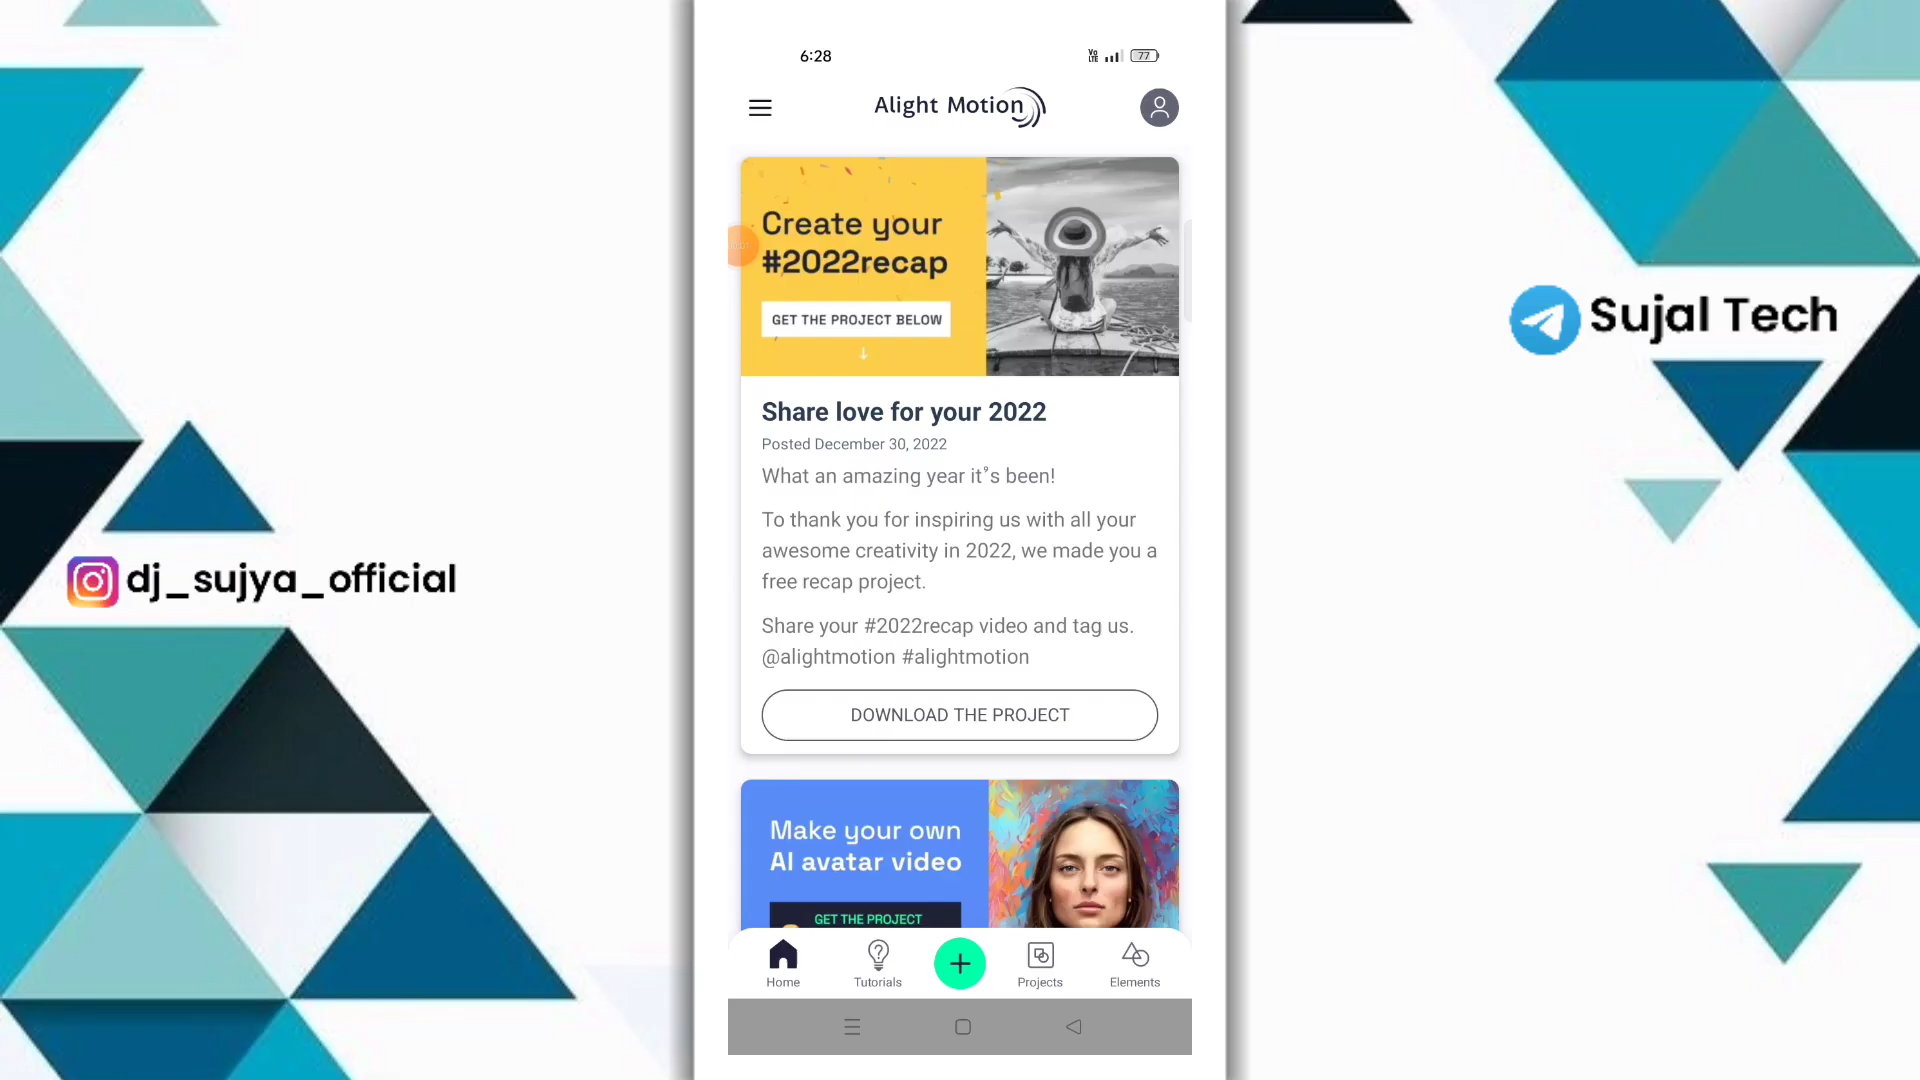 6:28
Vo
LTE
77
Alight Motion
Create your
#2022recap
GET THE PROJECT BELOW
Share love for your 2022
Posted December 30, 2022
What an amazing year it's been!
To thank you for inspiring us with all your
awesome creativity in 2022, we made you a
free recap project.
Share your #2022recap video and tag us.
@alightmotion #alightmotion
DOWNLOAD THE PROJECT
Make your own
AI avatar video
GET THE PROJECT
Home
Tutorials
Projects
Elements
dj_sujya_official
Sujal Tech